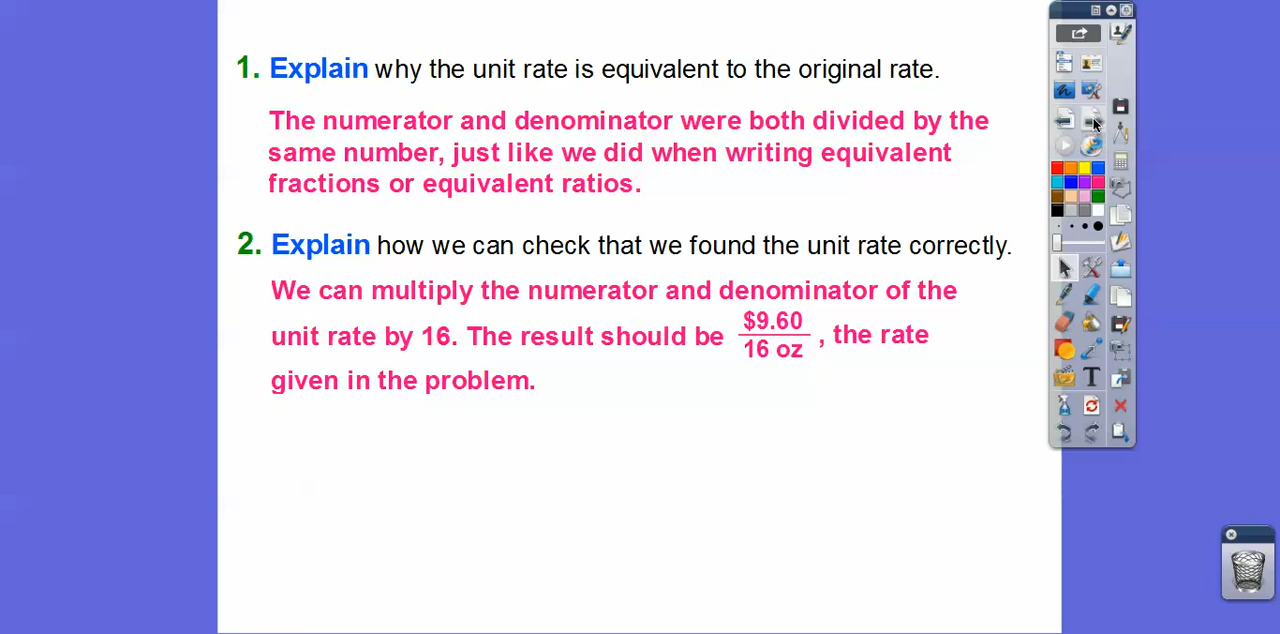 1. Explain why the unit rate is equivalent to the original rate.
The numerator and denominator were both divided by the
same number, just like we did when writing equivalent
fractions or equivalent ratios.
2. Explain how we can check that we found the unit rate correctly.
We can multiply the numerator and denominator of the
unit rate by 16. The result should be $9.60/16 oz, the rate
given in the problem.
T